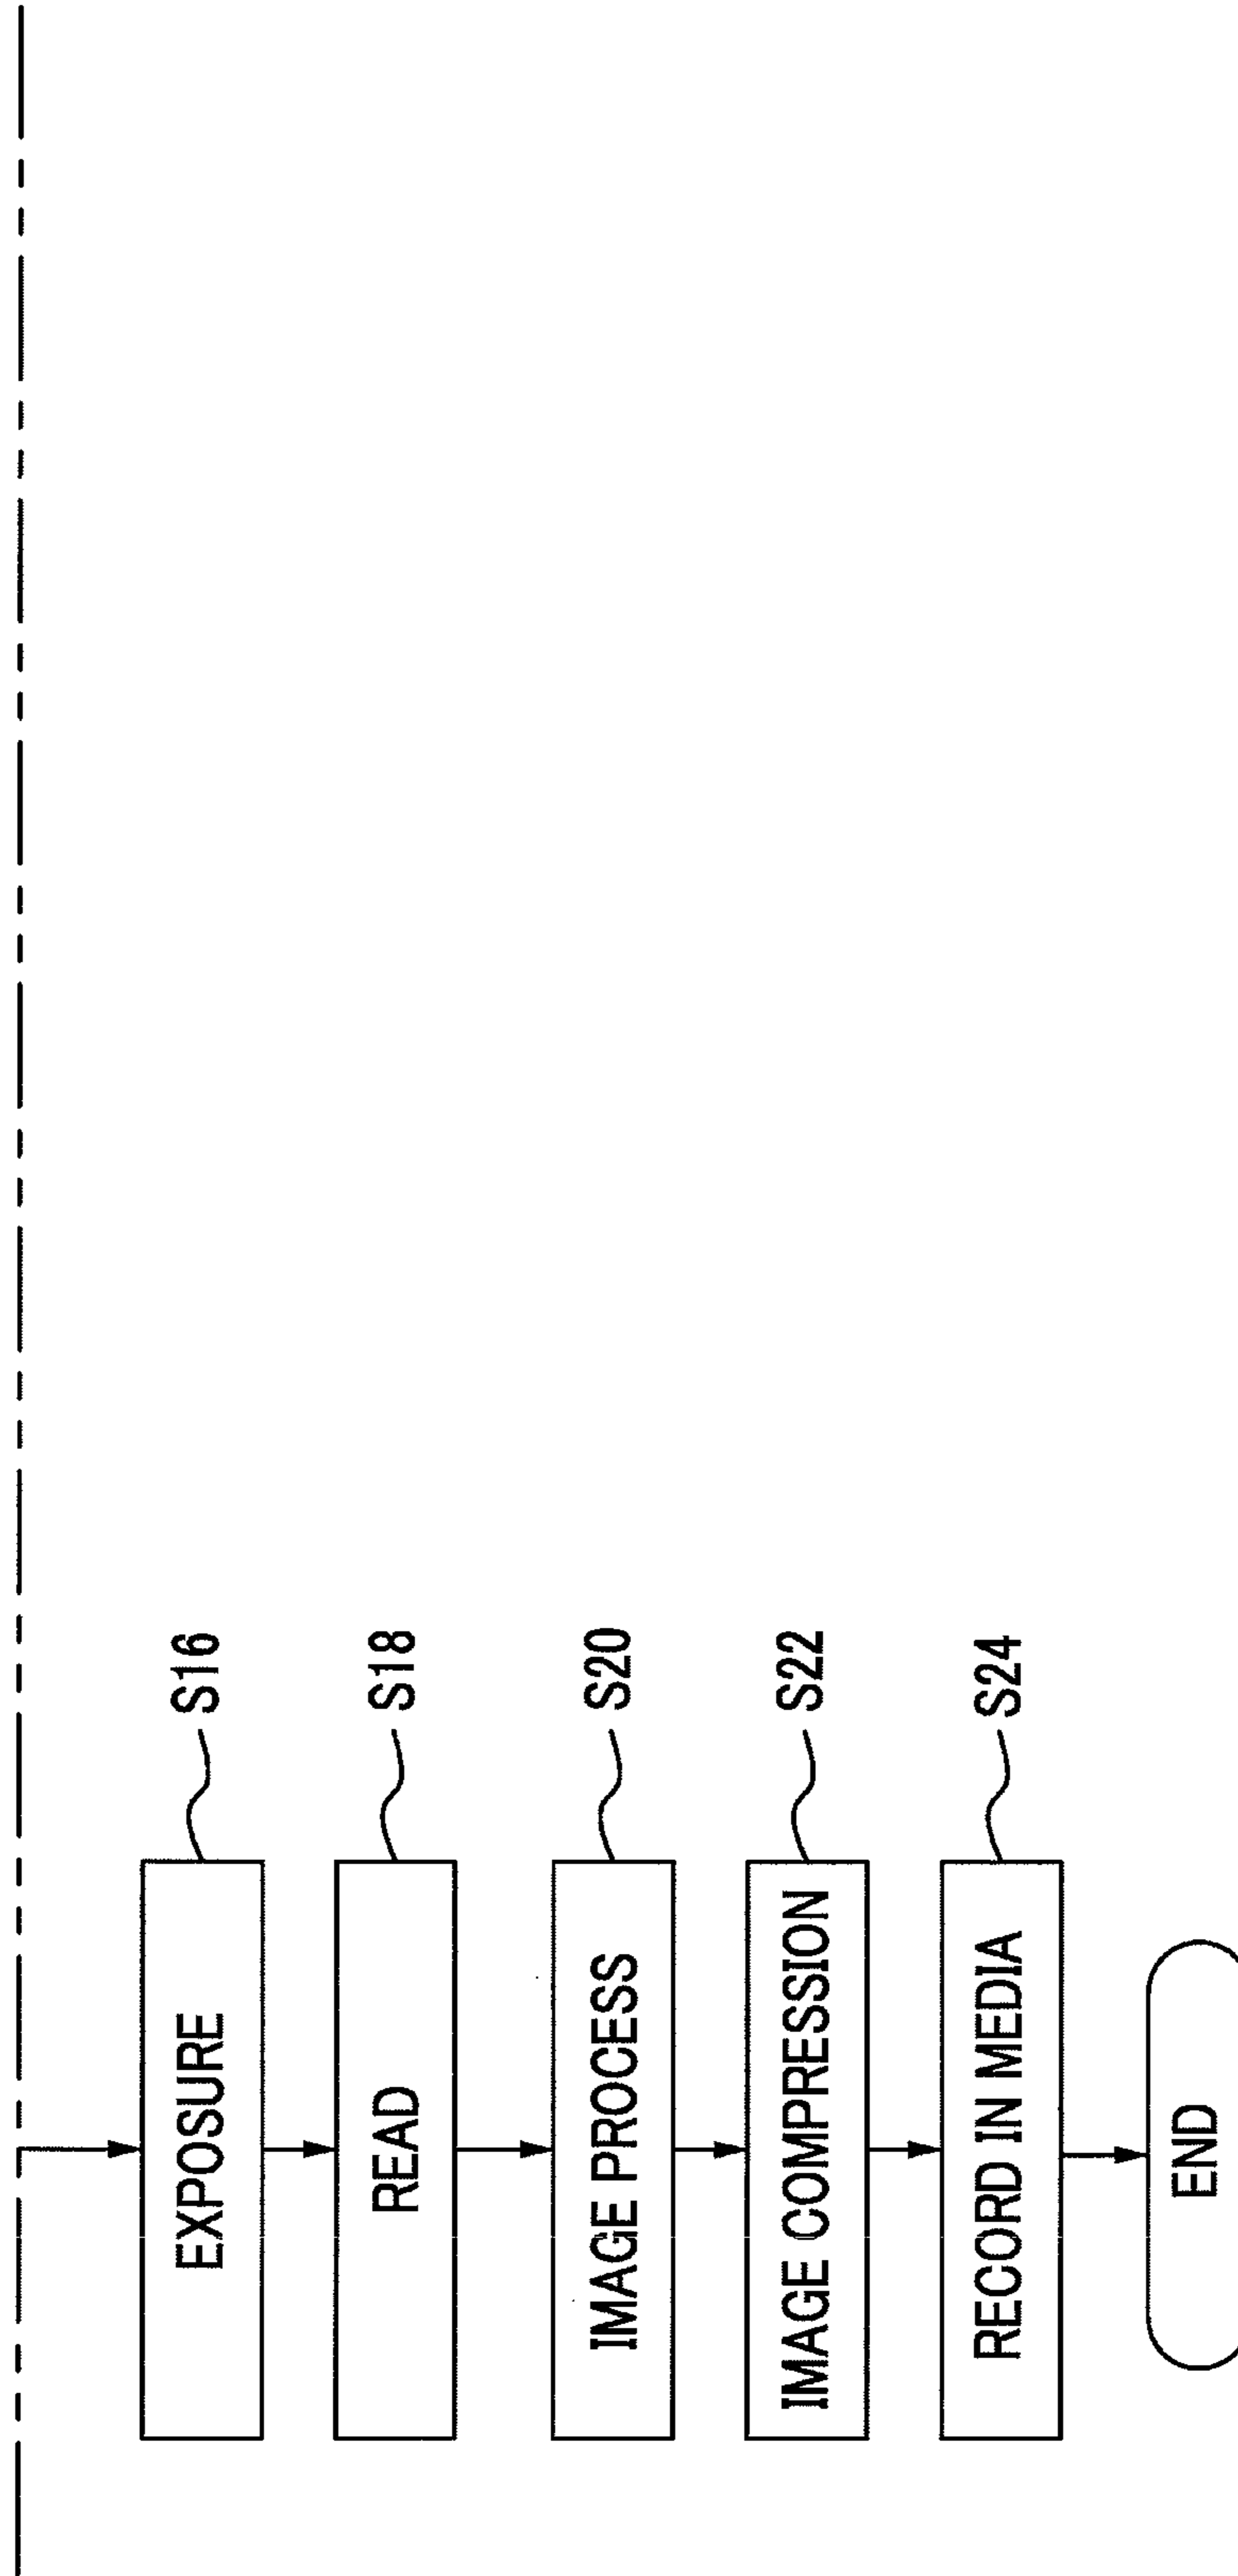 EXPOSURE
S16
READ
S18
IMAGE PROCESS
S20
IMAGE COMPRESSION
S22
RECORD IN MEDIA
S24
END